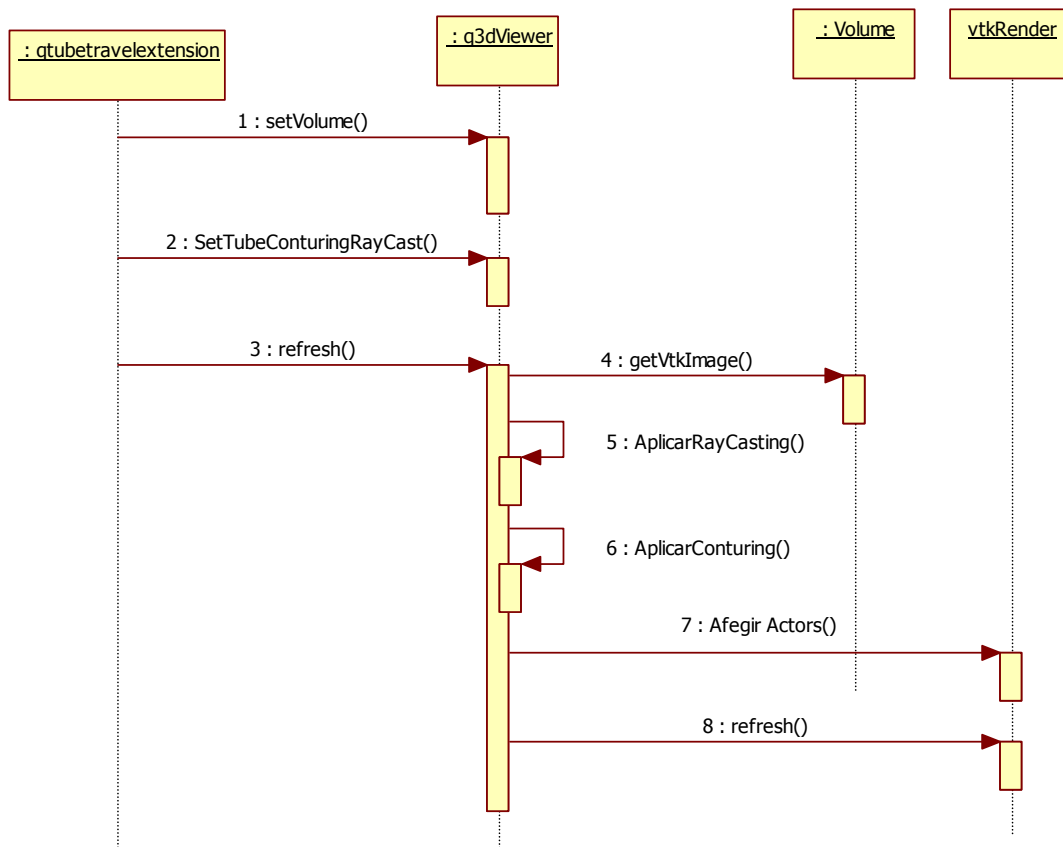 : qtubetravelextension
: q3dViewer
: Volume
vtkRender
1 : setVolume()
2 : SetTubeConturingRayCast()
3 : refresh()
4 : getVtkImage()
5 : AplicarRayCasting()
6 : AplicarConturing()
7 : Afegir Actors()
8 : refresh()